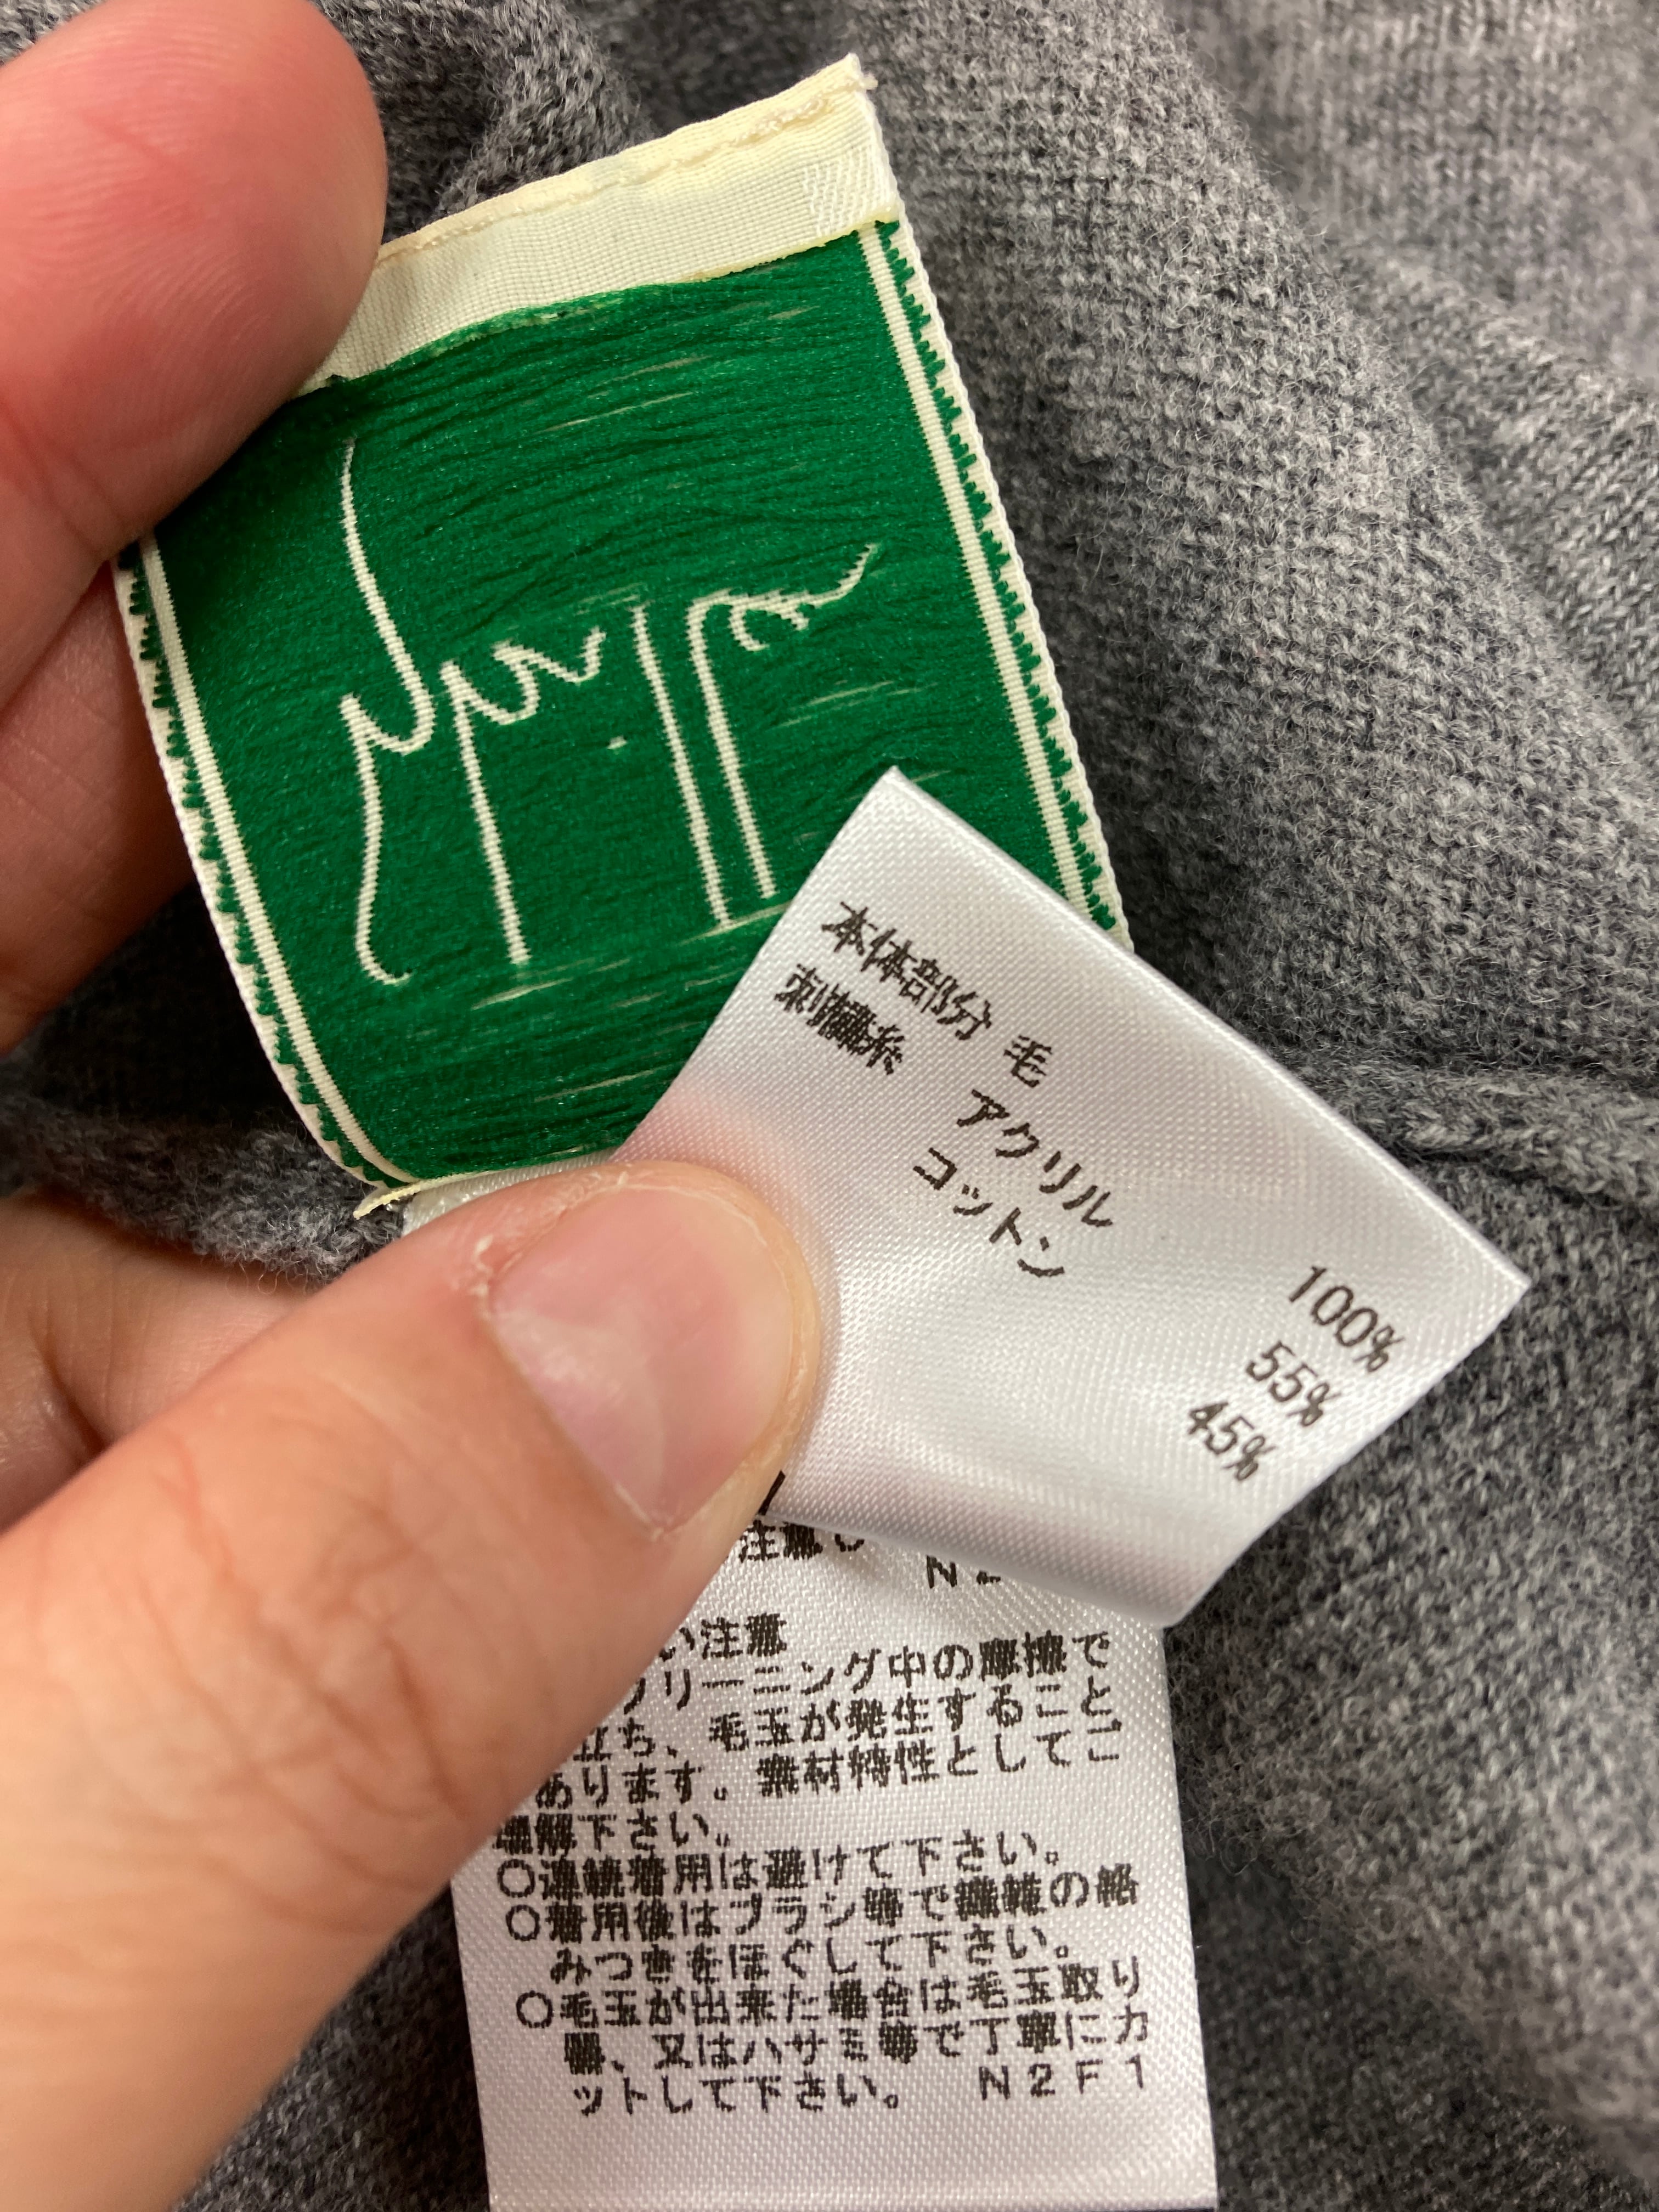 本体部分 毛 100%
刺繍糸 アクリル 55%
コットン 45%
注意し
N2
い注意
リーニング中の摩擦で
立ち、毛玉が発生すること
あります。素材特性としてご
理解下さい。
○連続着用は避けて下さい。
○着用後はブラシ等で繊維の絡
みつきをほぐして下さい。
○毛玉が出来た場合は毛玉取り
器、又はハサミ等で丁寧にカ
ットして下さい。 N2F1